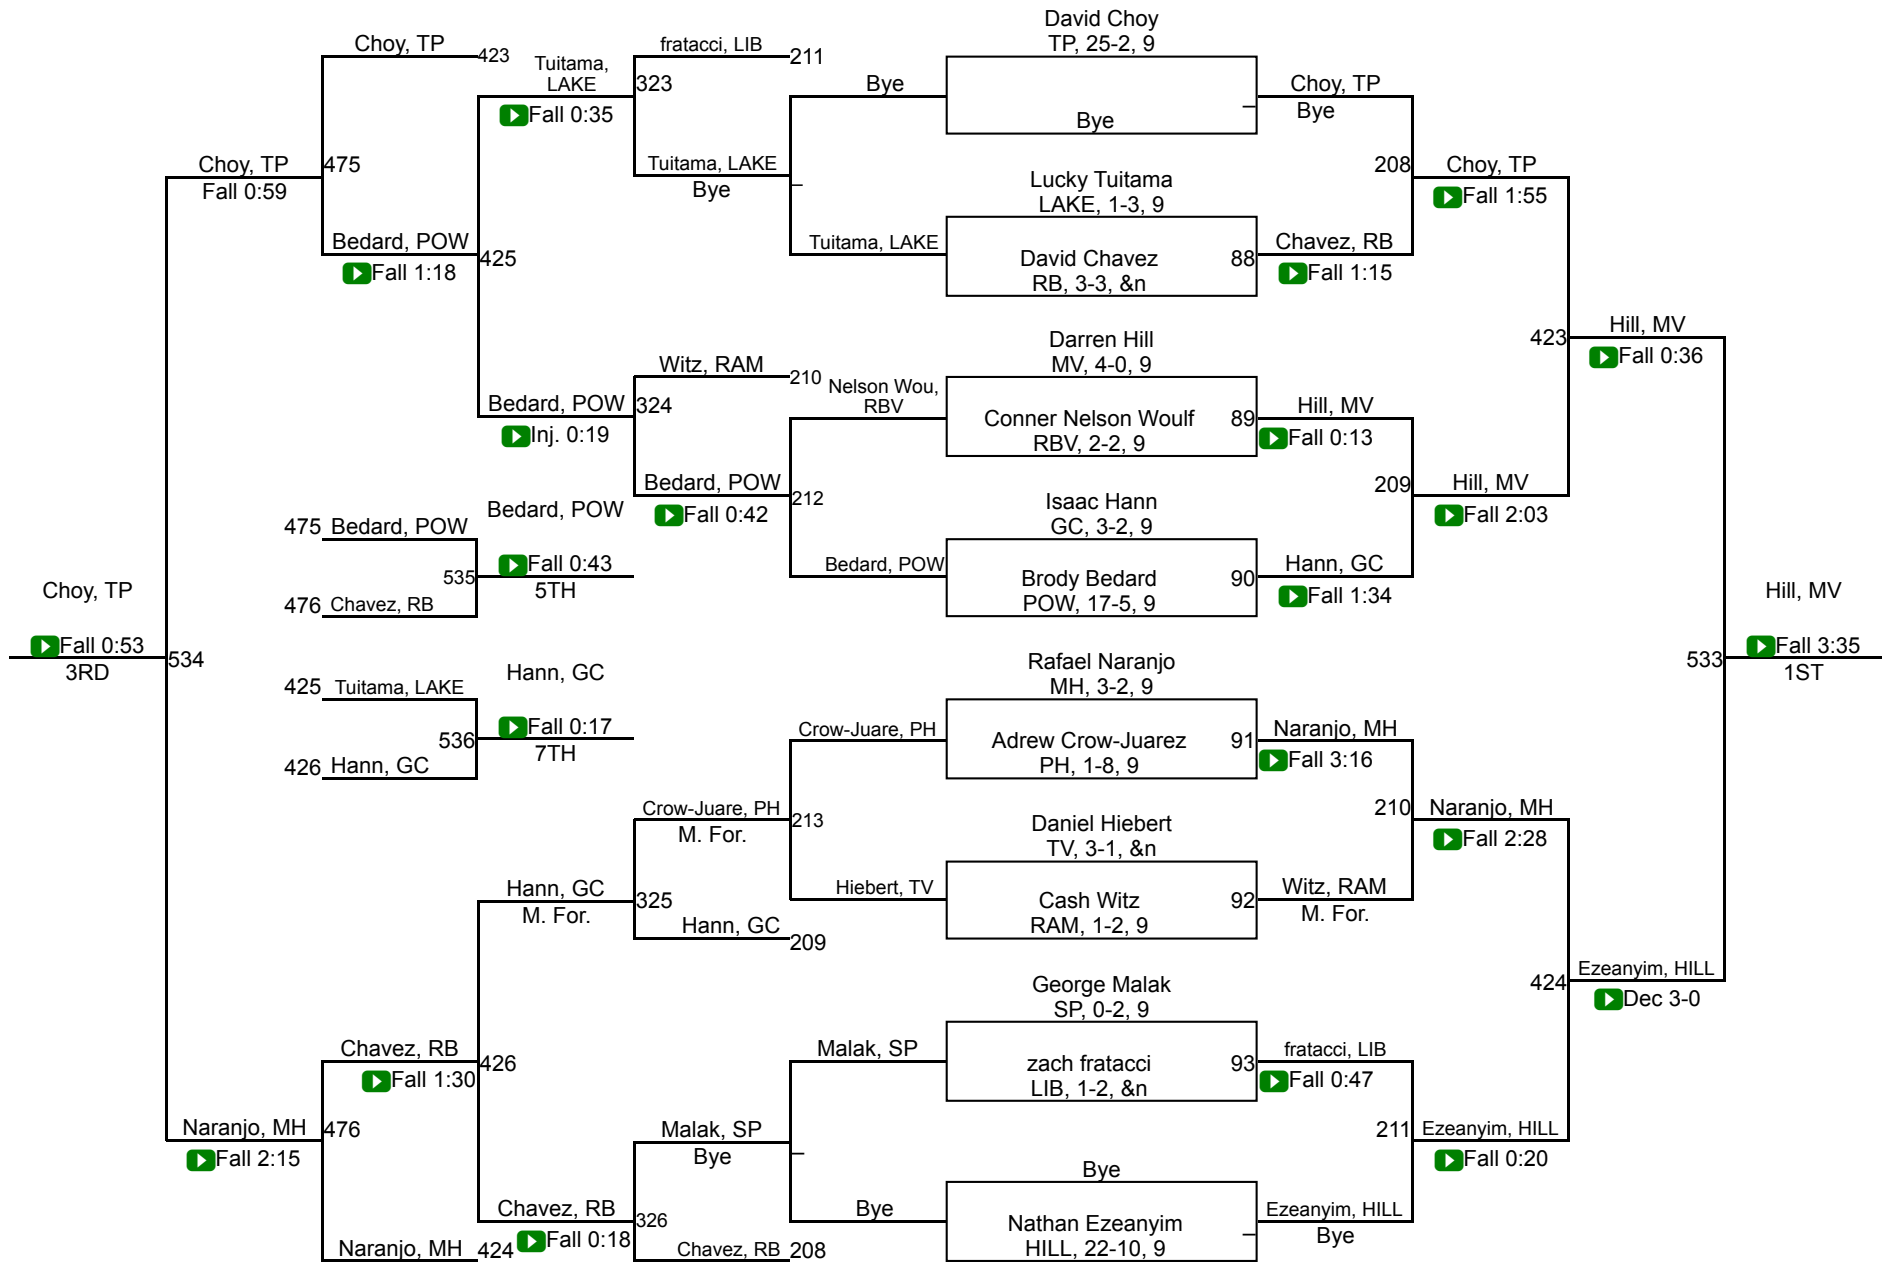 David Choy
TP, 25-2, 9
Choy, TP
423
Tuitama,
LAKE
323
Fall 0:35
fratacci, LIB
211
Bye
Bye
Choy, TP
Bye
Choy, TP
475
Fall 0:59
Tuitama, LAKE
Bye
Lucky Tuitama
LAKE, 1-3, 9
208
Choy, TP
Fall 1:55
Bedard, POW
425
Fall 1:18
Tuitama, LAKE
David Chavez
88
RB, 3-3, &n
Chavez, RB
Fall 1:15
Darren Hill
MV, 4-0, 9
423
Hill, MV
Fall 0:36
Witz, RAM
210
Nelson Wou,
RBV
Bedard, POW
324
Inj. 0:19
Conner Nelson Woulf
89
RBV, 2-2, 9
Hill, MV
Fall 0:13
Bedard, POW
212
Fall 0:42
Isaac Hann
GC, 3-2, 9
209
Hill, MV
Fall 2:03
Bedard, POW
475
Bedard, POW
535
Fall 0:43
5TH
476
Chavez, RB
Bedard, POW
Brody Bedard
90
POW, 17-5, 9
Hann, GC
Fall 1:34
Choy, TP
Fall 0:53
3RD
534
Hill, MV
533
Fall 3:35
1ST
Rafael Naranjo
MH, 3-2, 9
Hann, GC
425
Tuitama, LAKE
536
Fall 0:17
7TH
426
Hann, GC
Crow-Juare, PH
Adrew Crow-Juarez
91
PH, 1-8, 9
Naranjo, MH
Fall 3:16
Crow-Juare, PH
213
M. For.
Daniel Hiebert
TV, 3-1, &n
210
Naranjo, MH
Fall 2:28
Hann, GC
325
M. For.
Hiebert, TV
Cash Witz
92
RAM, 1-2, 9
Witz, RAM
M. For.
Hann, GC
209
George Malak
SP, 0-2, 9
424
Ezeanyim, HILL
Dec 3-0
Chavez, RB
426
Fall 1:30
Malak, SP
zach fratacci
93
LIB, 1-2, &n
fratacci, LIB
Fall 0:47
Naranjo, MH
476
Fall 2:15
Malak, SP
Bye
Bye
211
Ezeanyim, HILL
Fall 0:20
Chavez, RB
326
Fall 0:18
Bye
Nathan Ezeanyim
HILL, 22-10, 9
Ezeanyim, HILL
Bye
Naranjo, MH
424
Chavez, RB
208